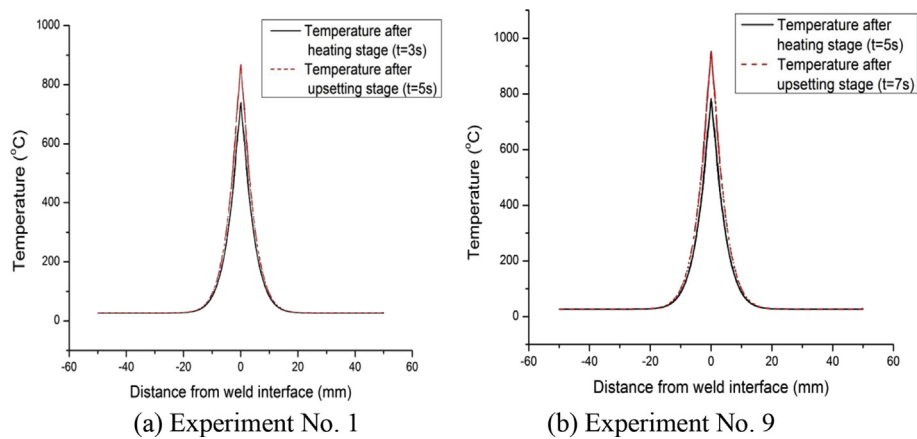 1000
800
600
400
200
0
Temperature (°C)
Temperature after
heating stage (t=3s)
Temperature after
upsetting stage (t=5s)
-60 -40 -20 0 20 40 60
Distance from weld interface (mm)
(a) Experiment No. 1
1000
800
600
400
200
0
Temperature (°C)
Temperature after
heating stage (t=5s)
Temperature after
upsetting stage (t=7s)
-60 -40 -20 0 20 40 60
Distance from weld interface (mm)
(b) Experiment No. 9